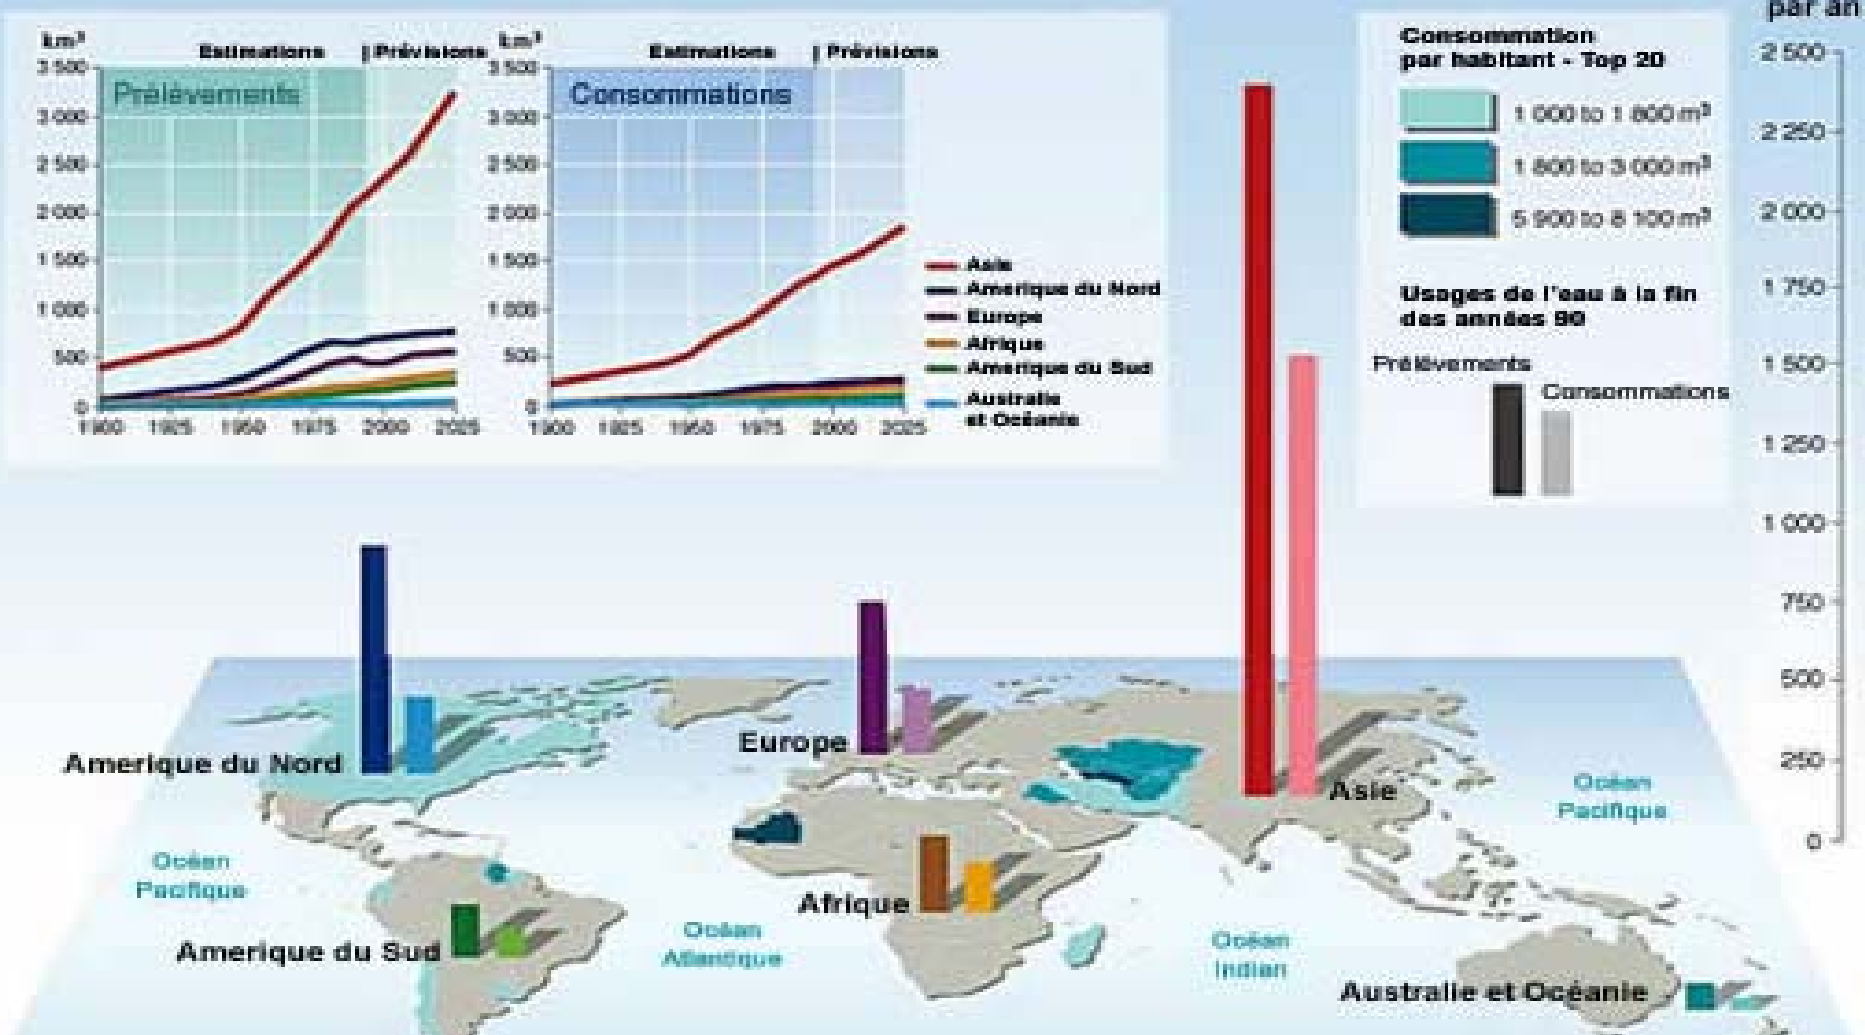 km³
Estimations | Prévisions
3 500
3 000
2 500
2 000
1 500
1 000
500
0
Prélèvements
1900 1925 1950 1975 2000 2025
km³
Estimations | Prévisions
3 500
3 000
2 500
2 000
1 500
1 000
500
0
Consommations
1900 1925 1950 1975 2000 2025
Asie
Amerique du Nord
Europe
Afrique
Amerique du Sud
Australie
et Océanie
Consommation
par habitant - Top 20
1 000 to 1 800 m³
1 800 to 3 000 m³
5 900 to 8 100 m³
Usages de l'eau à la fin
des années 90
Prélèvements
Consommations
par an
2 500
2 250
2 000
1 750
1 500
1 250
1 000
750
500
250
0
Amerique du Nord
Europe
Asie
Océan
Pacifique
Océan
Pacifique
Afrique
Amerique du Sud
Océan
Atlantique
Océan
Indian
Australie et Océanie